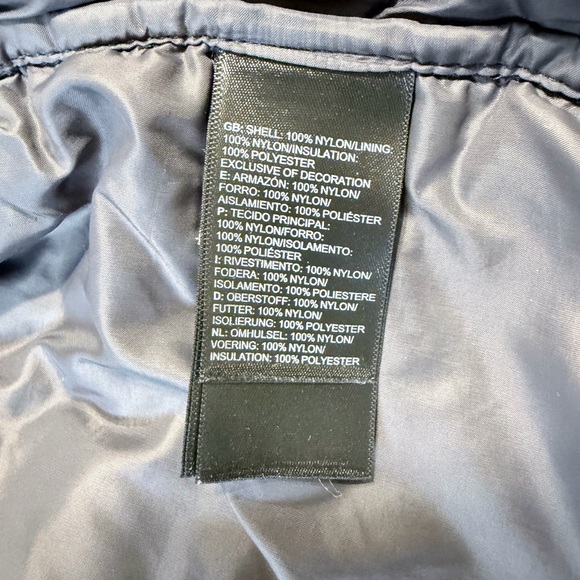 GB: SHELL: 100% NYLON/LINING:
100% NYLON/INSULATION:
100% POLYESTER
EXCLUSIVE OF DECORATION
E: ARMAZÓN: 100% NYLON/
FORRO: 100% NYLON/
AISLAMIENTO: 100% POLIÉSTER
P: TECIDO PRINCIPAL:
100% NYLON/FORRO:
100% NYLON/ISOLAMENTO:
100% POLIÉSTER
I: RIVESTIMENTO: 100% NYLON/
FODERA: 100% NYLON/
ISOLAMENTO: 100% POLIESTERE
D: OBERSTOFF: 100% NYLON/
FUTTER: 100% NYLON/
ISOLIERUNG: 100% POLYESTER
NL: OMHULSEL: 100% NYLON/
VOERING: 100% NYLON/
INSULATION: 100% POLYESTER